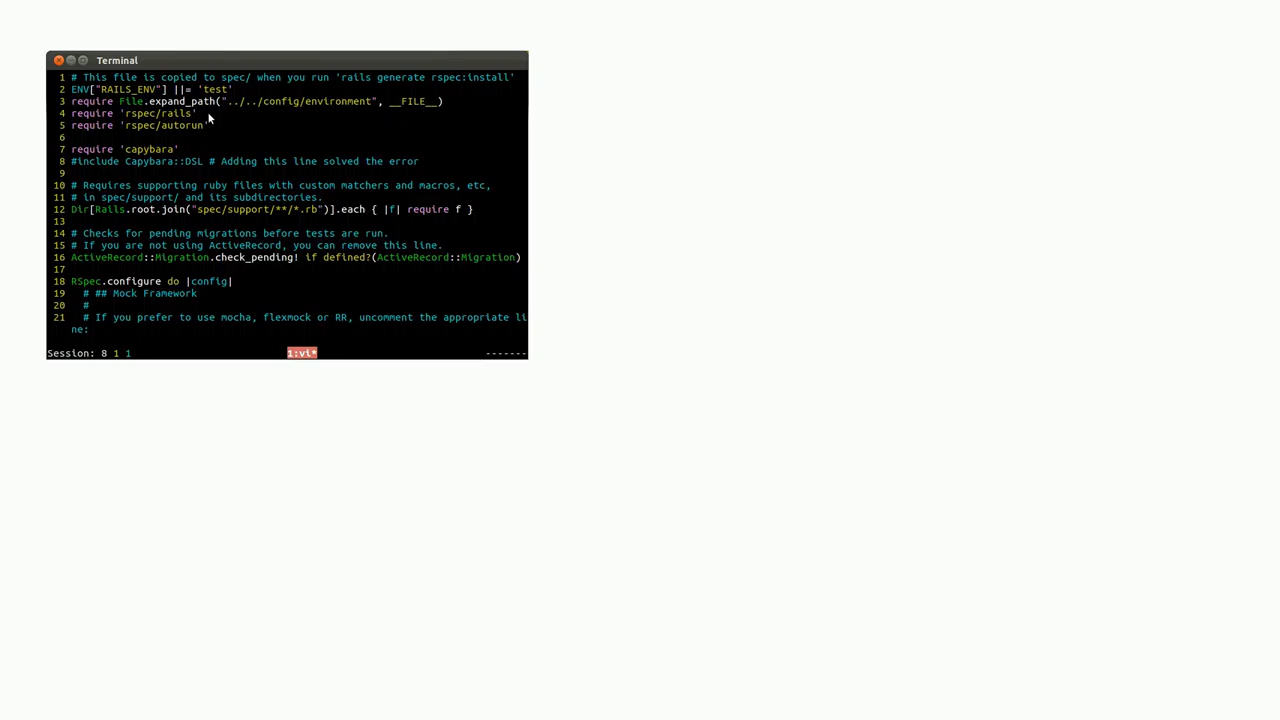 Terminal
1 # This file is copied to spec/ when you run 'rails generate rspec:install'
2 ENV["RAILS_ENV"] ||= 'test'
3 require File.expand_path("../../config/environment", __FILE__)
4 require 'rspec/rails'
5 require 'rspec/autorun'
6
7 require 'capybara'
8 #include Capybara::DSL # Adding this line solved the error
9
10 # Requires supporting ruby files with custom matchers and macros, etc,
11 # in spec/support/ and its subdirectories.
12 Dir[Rails.root.join("spec/support/**/*.rb")].each { |f| require f }
13
14 # Checks for pending migrations before tests are run.
15 # If you are not using ActiveRecord, you can remove this line.
16 ActiveRecord::Migration.check_pending! if defined?(ActiveRecord::Migration)
17
18 RSpec.configure do |config|
19   # ## Mock Framework
20   #
21   # If you prefer to use mocha, flexmock or RR, uncomment the appropriate li
ne:
Session: 8 1 1 1:vi* -------